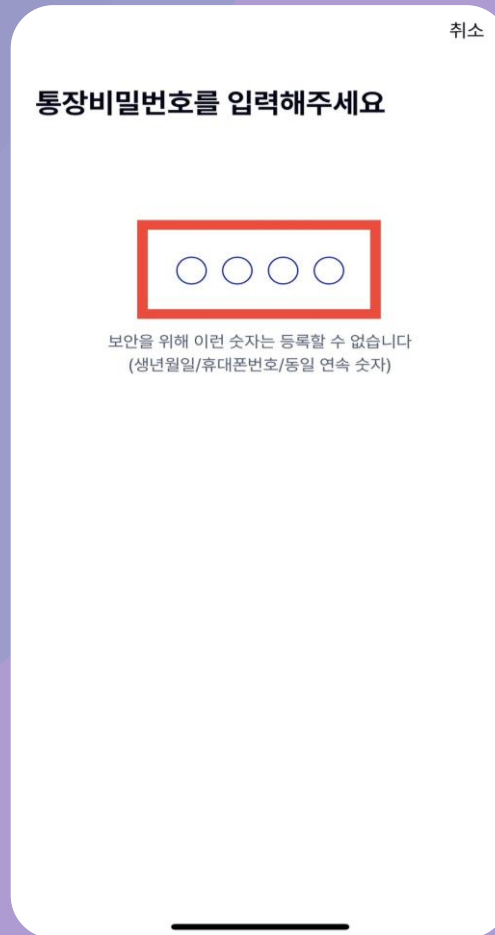 취소
통장비밀번호를 입력해주세요
보안을 위해 이런 숫자는 등록할 수 없습니다
(생년월일/휴대폰번호/동일 연속 숫자)